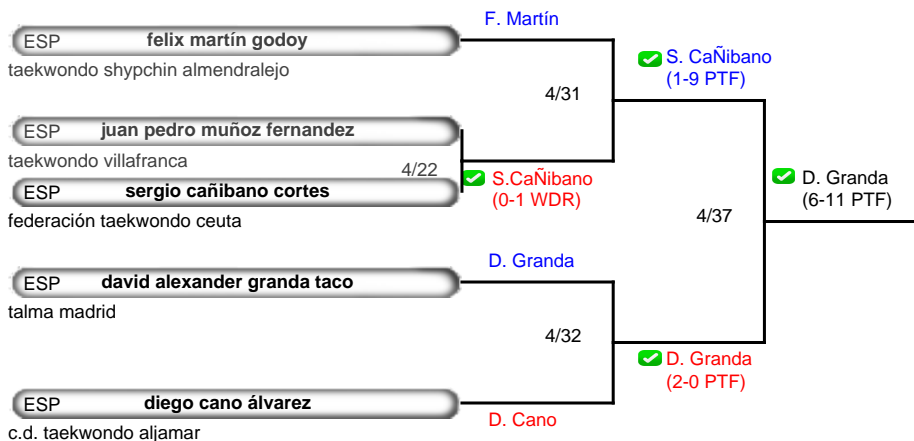 F. Martín
ESP felix martín godoy
taekwondo shypchin almendralejo
S. CaÑibano
(1-9 PTF)
4/31
ESP juan pedro muñoz fernandez
taekwondo villafranca
4/22
S.CaÑibano
(0-1 WDR)
ESP sergio cañibano cortes
federación taekwondo ceuta
D. Granda
(6-11 PTF)
4/37
D. Granda
ESP david alexander granda taco
talma madrid
4/32
D. Granda
(2-0 PTF)
ESP diego cano álvarez
D. Cano
c.d. taekwondo aljamar